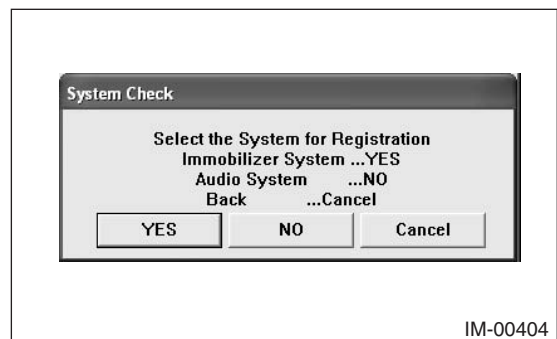 System Check
Select the System for Registration
Immobilizer System ...YES
Audio System ...NO
Back ...Cancel
YES NO Cancel
IM-00404